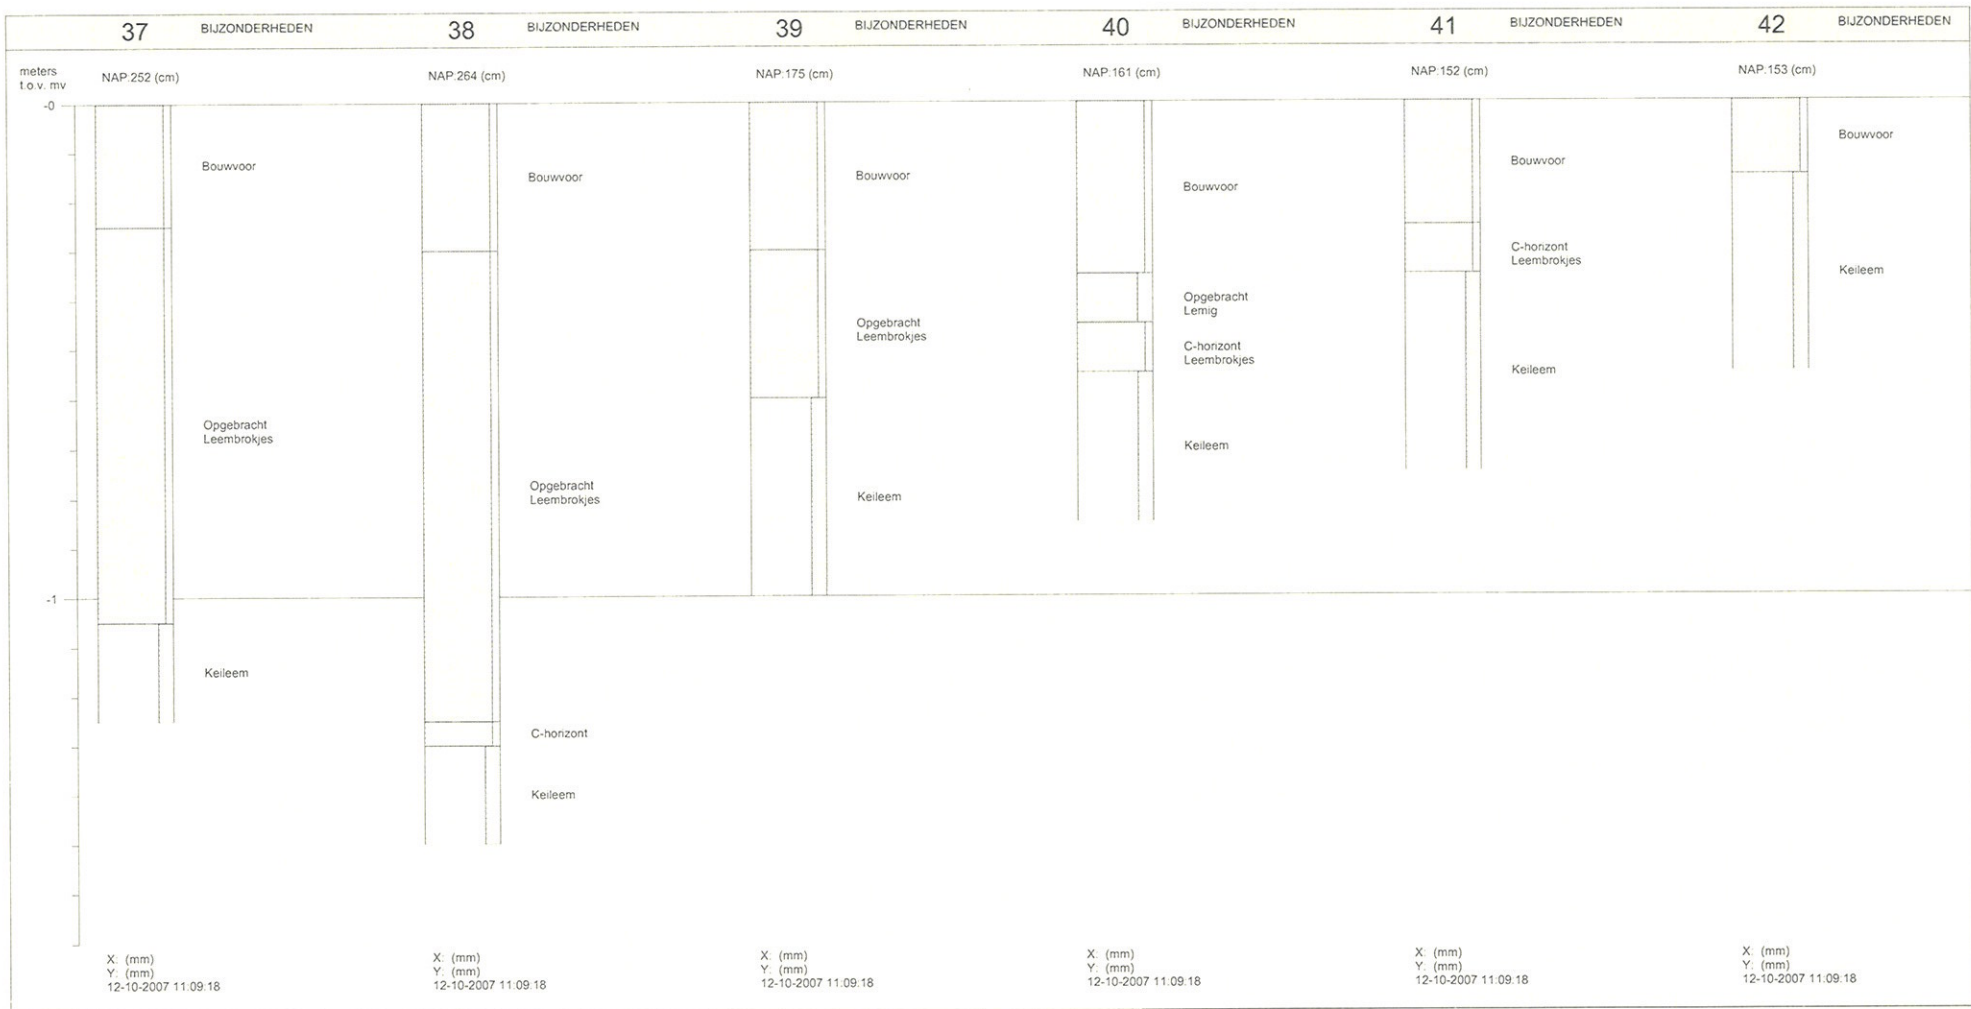 37 BIJZONDERHEDEN 38 BIJZONDERHEDEN 39 BIJZONDERHEDEN 40 BIJZONDERHEDEN 41 BIJZONDERHEDEN 42 BIJZONDERHEDEN
meters
t.o.v. mv
NAP:252 (cm) NAP:264 (cm) NAP:175 (cm) NAP:161 (cm) NAP:152 (cm) NAP:153 (cm)
-0
-1
Bouwvoor
Opgebracht
Leembrokjes
Keileem
Bouwvoor
Opgebracht
Leembrokjes
C-horizont
Keileem
Bouwvoor
Opgebracht
Leembrokjes
Keileem
Bouwvoor
Opgebracht
Lemig
C-horizont
Leembrokjes
Keileem
Bouwvoor
C-horizont
Leembrokjes
Keileem
Bouwvoor
Keileem
X: (mm)
Y: (mm)
12-10-2007 11:09:18
X: (mm)
Y: (mm)
12-10-2007 11:09:18
X: (mm)
Y: (mm)
12-10-2007 11:09:18
X: (mm)
Y: (mm)
12-10-2007 11:09:18
X: (mm)
Y: (mm)
12-10-2007 11:09:18
X: (mm)
Y: (mm)
12-10-2007 11:09:18